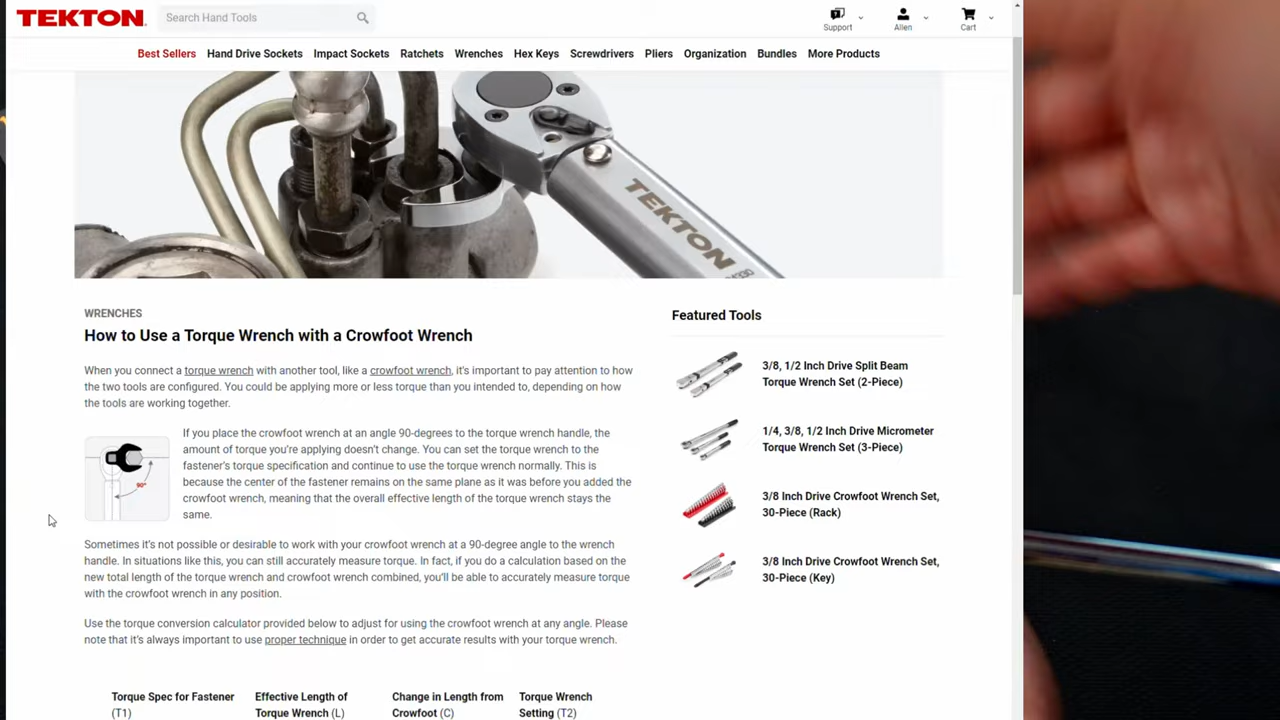 TEKTON.
Search Hand Tools
Support
Allen
Cart
Best Sellers Hand Drive Sockets Impact Sockets Ratchets Wrenches Hex Keys Screwdrivers Pliers Organization Bundles More Products
TEKTON
WRENCHES
How to Use a Torque Wrench with a Crowfoot Wrench
When you connect a torque wrench with another tool, like a crowfoot wrench, it's important to pay attention to how
the two tools are configured. You could be applying more or less torque than you intended to, depending on how
the tools are working together.
90°
If you place the crowfoot wrench at an angle 90-degrees to the torque wrench handle, the
amount of torque you're applying doesn't change. You can set the torque wrench to the
fastener's torque specification and continue to use the torque wrench normally. This is
because the center of the fastener remains on the same plane as it was before you added the
crowfoot wrench, meaning that the overall effective length of the torque wrench stays the
same.
Sometimes it's not possible or desirable to work with your crowfoot wrench at a 90-degree angle to the wrench
handle. In situations like this, you can still accurately measure torque. In fact, if you do a calculation based on the
new total length of the torque wrench and crowfoot wrench combined, you'll be able to accurately measure torque
with the crowfoot wrench in any position.
Use the torque conversion calculator provided below to adjust for using the crowfoot wrench at any angle. Please
note that it's always important to use proper technique in order to get accurate results with your torque wrench.
Torque Spec for Fastener
(T1)
Effective Length of
Torque Wrench (L)
Change in Length from
Crowfoot (C)
Torque Wrench
Setting (T2)
Featured Tools
3/8, 1/2 Inch Drive Split Beam
Torque Wrench Set (2-Piece)
1/4, 3/8, 1/2 Inch Drive Micrometer
Torque Wrench Set (3-Piece)
3/8 Inch Drive Crowfoot Wrench Set,
30-Piece (Rack)
3/8 Inch Drive Crowfoot Wrench Set,
30-Piece (Key)